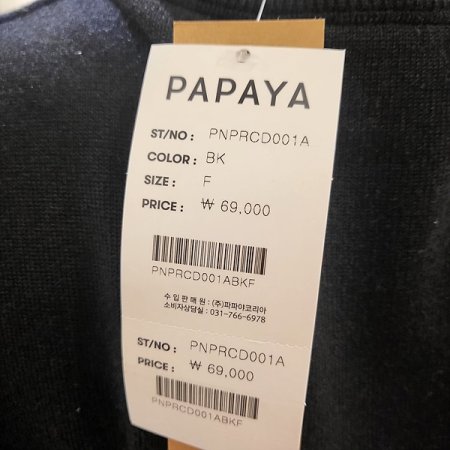 PAPAYA
ST/NO : PNPRCD001A
COLOR : BK
SIZE : F
PRICE : ₩ 69,000
PNPRCD001ABKF
수 입 판 매 원 : (주)파파야코리아
소비자상담실 : 031-766-6978
ST/NO : PNPRCD001A
PRICE : ₩ 69,000
PNPRCD001ABKF